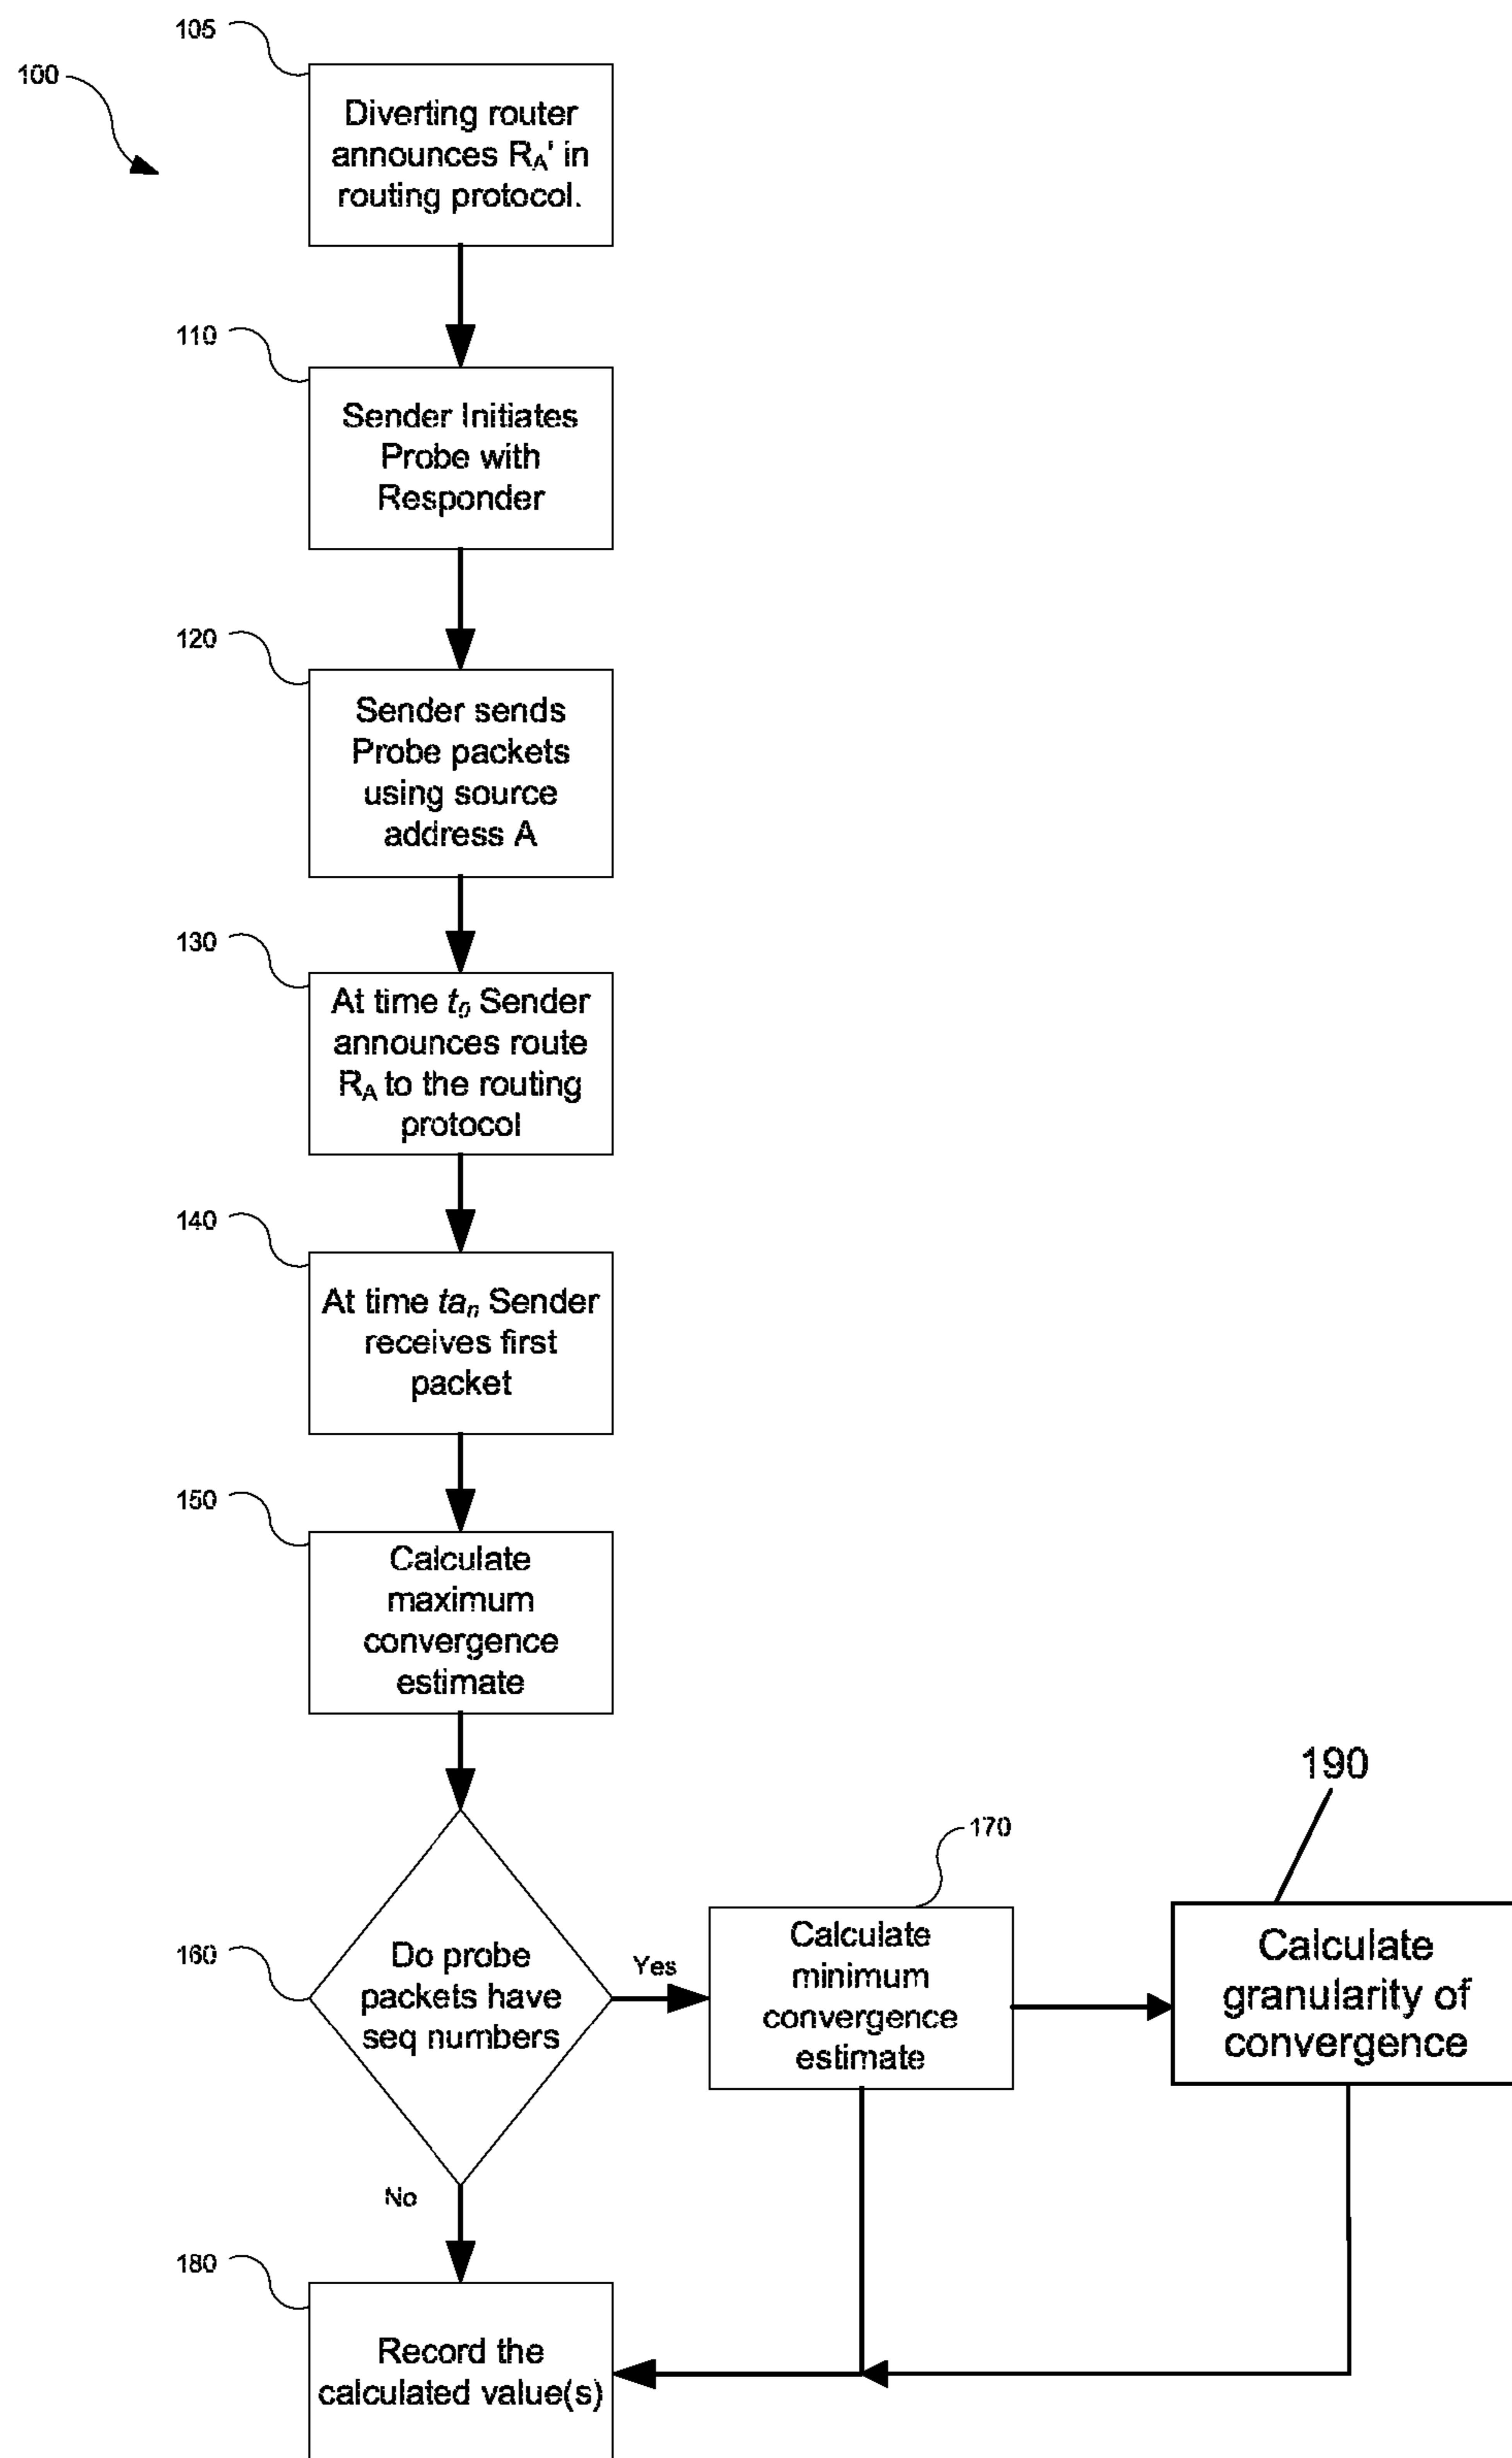 105
100
Diverting router
announces RA' in
routing protocol.
110
Sender Initiates
Probe with
Responder
120
Sender sends
Probe packets
using source
address A
130
At time t0 Sender
announces route
RA to the routing
protocol
140
At time tan Sender
receives first
packet
150
Calculate
maximum
convergence
estimate
160
Do probe
packets have
seq numbers
Yes
No
170
Calculate
minimum
convergence
estimate
190
Calculate
granularity of
convergence
180
Record the
calculated value(s)